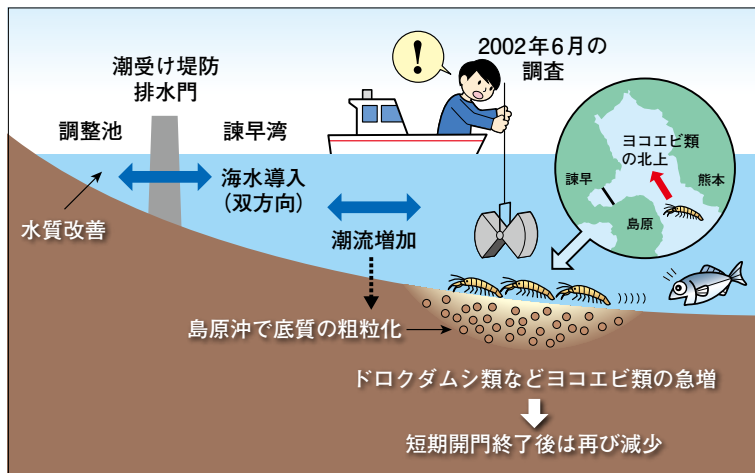 2002年6月の
調査
潮受け堤防
排水門
調整池
諫早湾
海水導入
(双方向)
水質改善
潮流増加
ヨコエビ類
の北上
諫早
熊本
島原
!
島原沖で底質の粗粒化
ドロクダムシ類などヨコエビ類の急増
短期開門終了後は再び減少